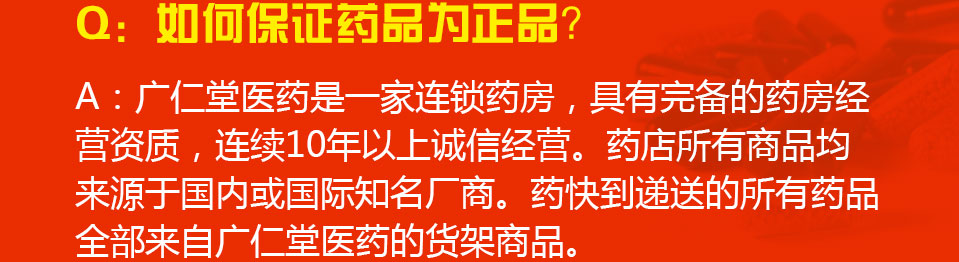 Q：如何保证药品为正品？
A：广仁堂医药是一家连锁药房，具有完备的药房经
营资质，连续10年以上诚信经营。药店所有商品均
来源于国内或国际知名厂商。药快到递送的所有药品
全部来自广仁堂医药的货架商品。